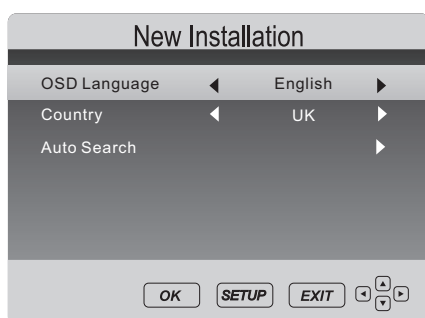 New Installation
OSD Language English
Country UK
Auto Search
OK SETUP EXIT